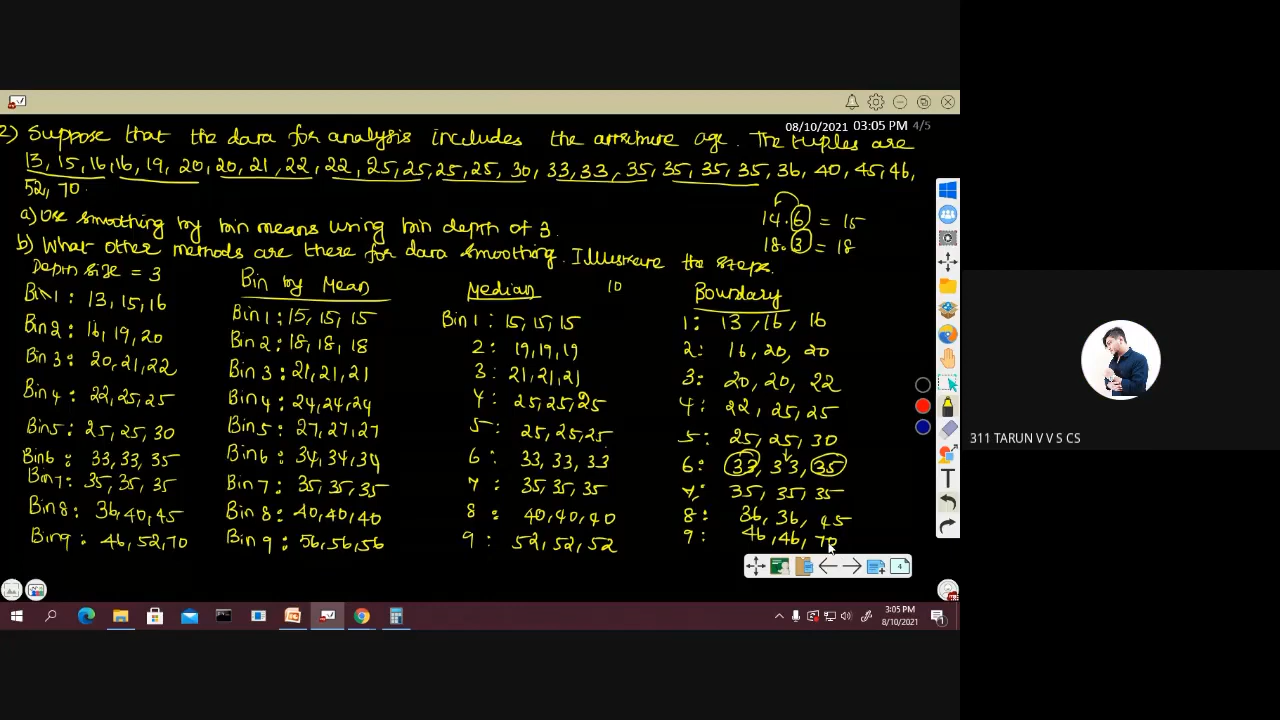 08/10/2021 03:05 PM 4/5
2) Suppose that the data for analysis includes the attribute age. The tuples are
13, 15, 16, 16, 19, 20, 20, 21, 22, 22, 25, 25, 25, 25, 30, 33, 33, 35, 35, 35, 35, 36, 40, 45, 46,
52, 70.
a) Use smoothing by bin means using bin depth of 3.
b) What other methods are there for data smoothing. Illustrate the steps.
14.6 = 15
18.3 = 18
Depth size = 3
Bin 1: 13, 15, 16
Bin 2: 16, 19, 20
Bin 3: 20, 21, 22
Bin 4: 22, 25, 25
Bin 5: 25, 25, 30
Bin 6: 33, 33, 35
Bin 7: 35, 35, 35
Bin 8: 36, 40, 45
Bin 9: 46, 52, 70
Bin by Mean
Bin 1: 15, 15, 15
Bin 2: 18, 18, 18
Bin 3: 21, 21, 21
Bin 4: 24, 24, 24
Bin 5: 27, 27, 27
Bin 6: 34, 34, 34
Bin 7: 35, 35, 35
Bin 8: 40, 40, 40
Bin 9: 56, 56, 56
Median
10
Bin 1: 15, 15, 15
2: 19, 19, 19
3: 21, 21, 21
4: 25, 25, 25
5: 25, 25, 25
6: 33, 33, 33
7: 35, 35, 35
8: 40, 40, 40
9: 52, 52, 52
Boundary
1: 13, 16, 16
2: 16, 20, 20
3: 20, 20, 22
4: 22, 25, 25
5: 25, 25, 30
6: 33, 33, 35
7: 35, 35, 35
8: 36, 36, 45
9: 46, 46, 70
311 TARUN V V S CS
4
3:05 PM
8/10/2021